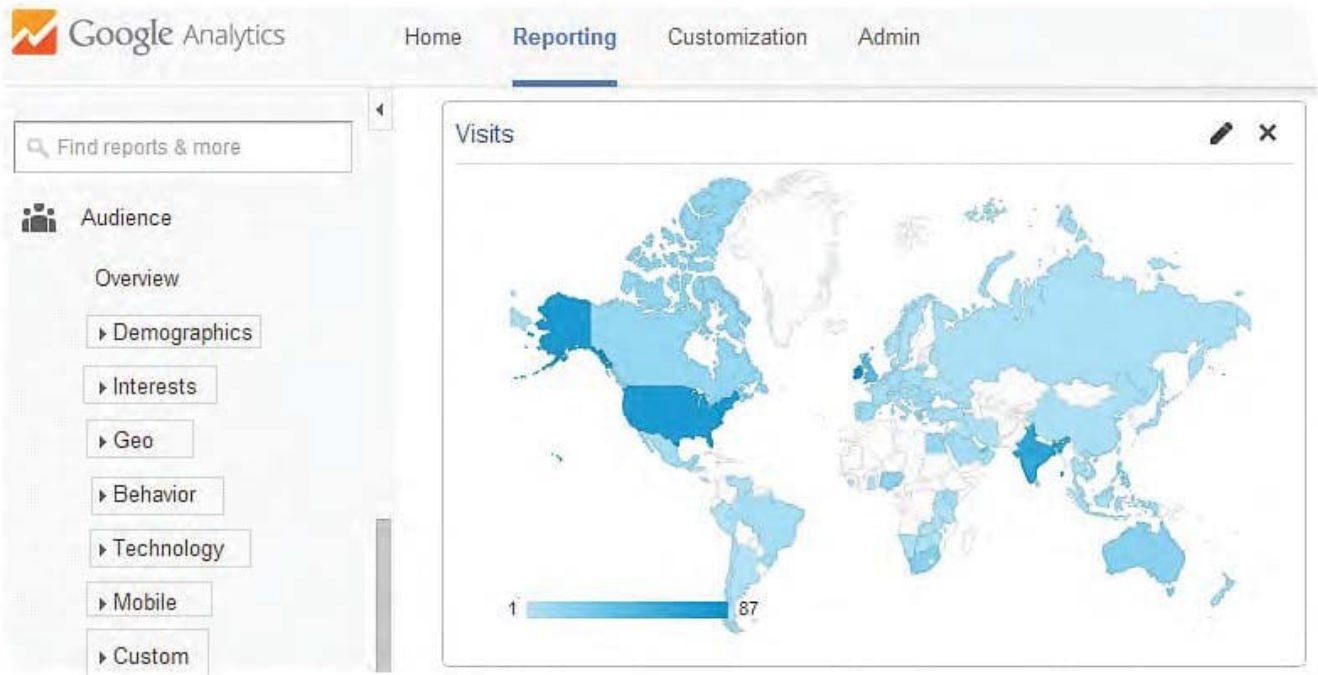 Google Analytics
Home Reporting Customization Admin
Find reports & more
Audience
Overview
Demographics
Interests
Geo
Behavior
Technology
Mobile
Custom
Visits
1 87